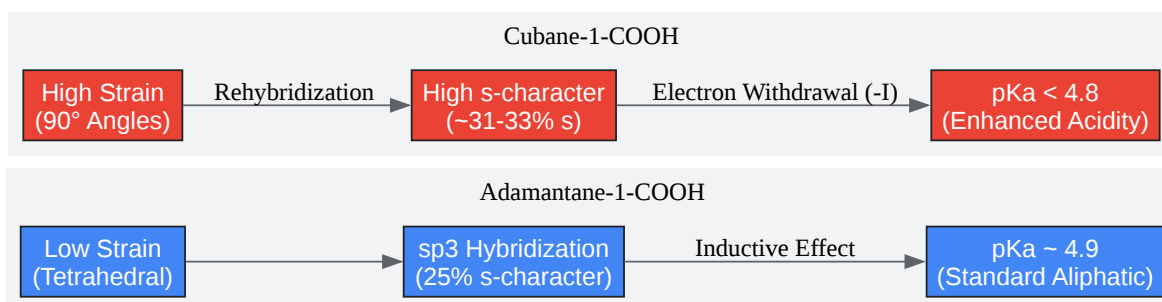 Cubane-1-COOH
High Strain
(90° Angles)
Rehybridization
High s-character
(~31-33% s)
Electron Withdrawal (-I)
pKa < 4.8
(Enhanced Acidity)
Adamantane-1-COOH
Low Strain
(Tetrahedral)
sp3 Hybridization
(25% s-character)
Inductive Effect
pKa ~ 4.9
(Standard Aliphatic)